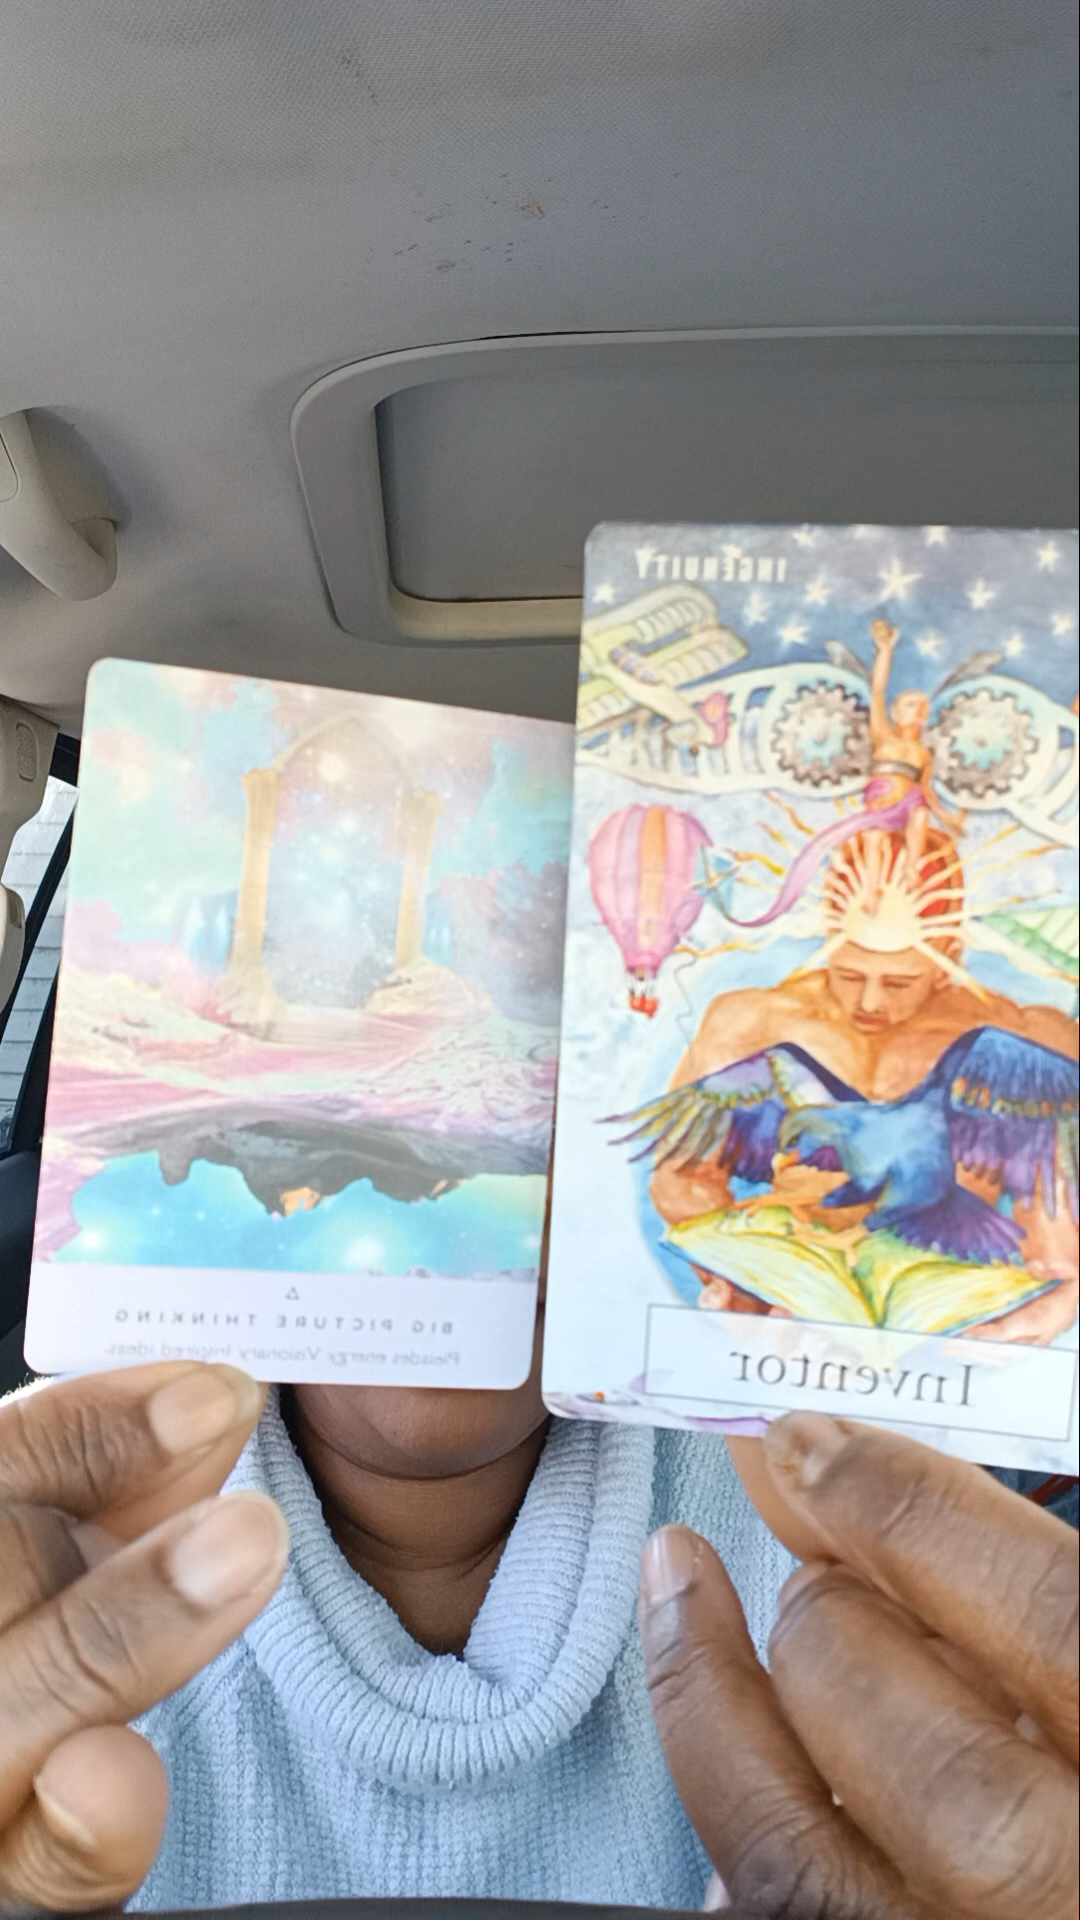 INGENUITY
Inventor
BIG PICTURE THINKING
Pleiades energy. Visionary. Inspired ideas.